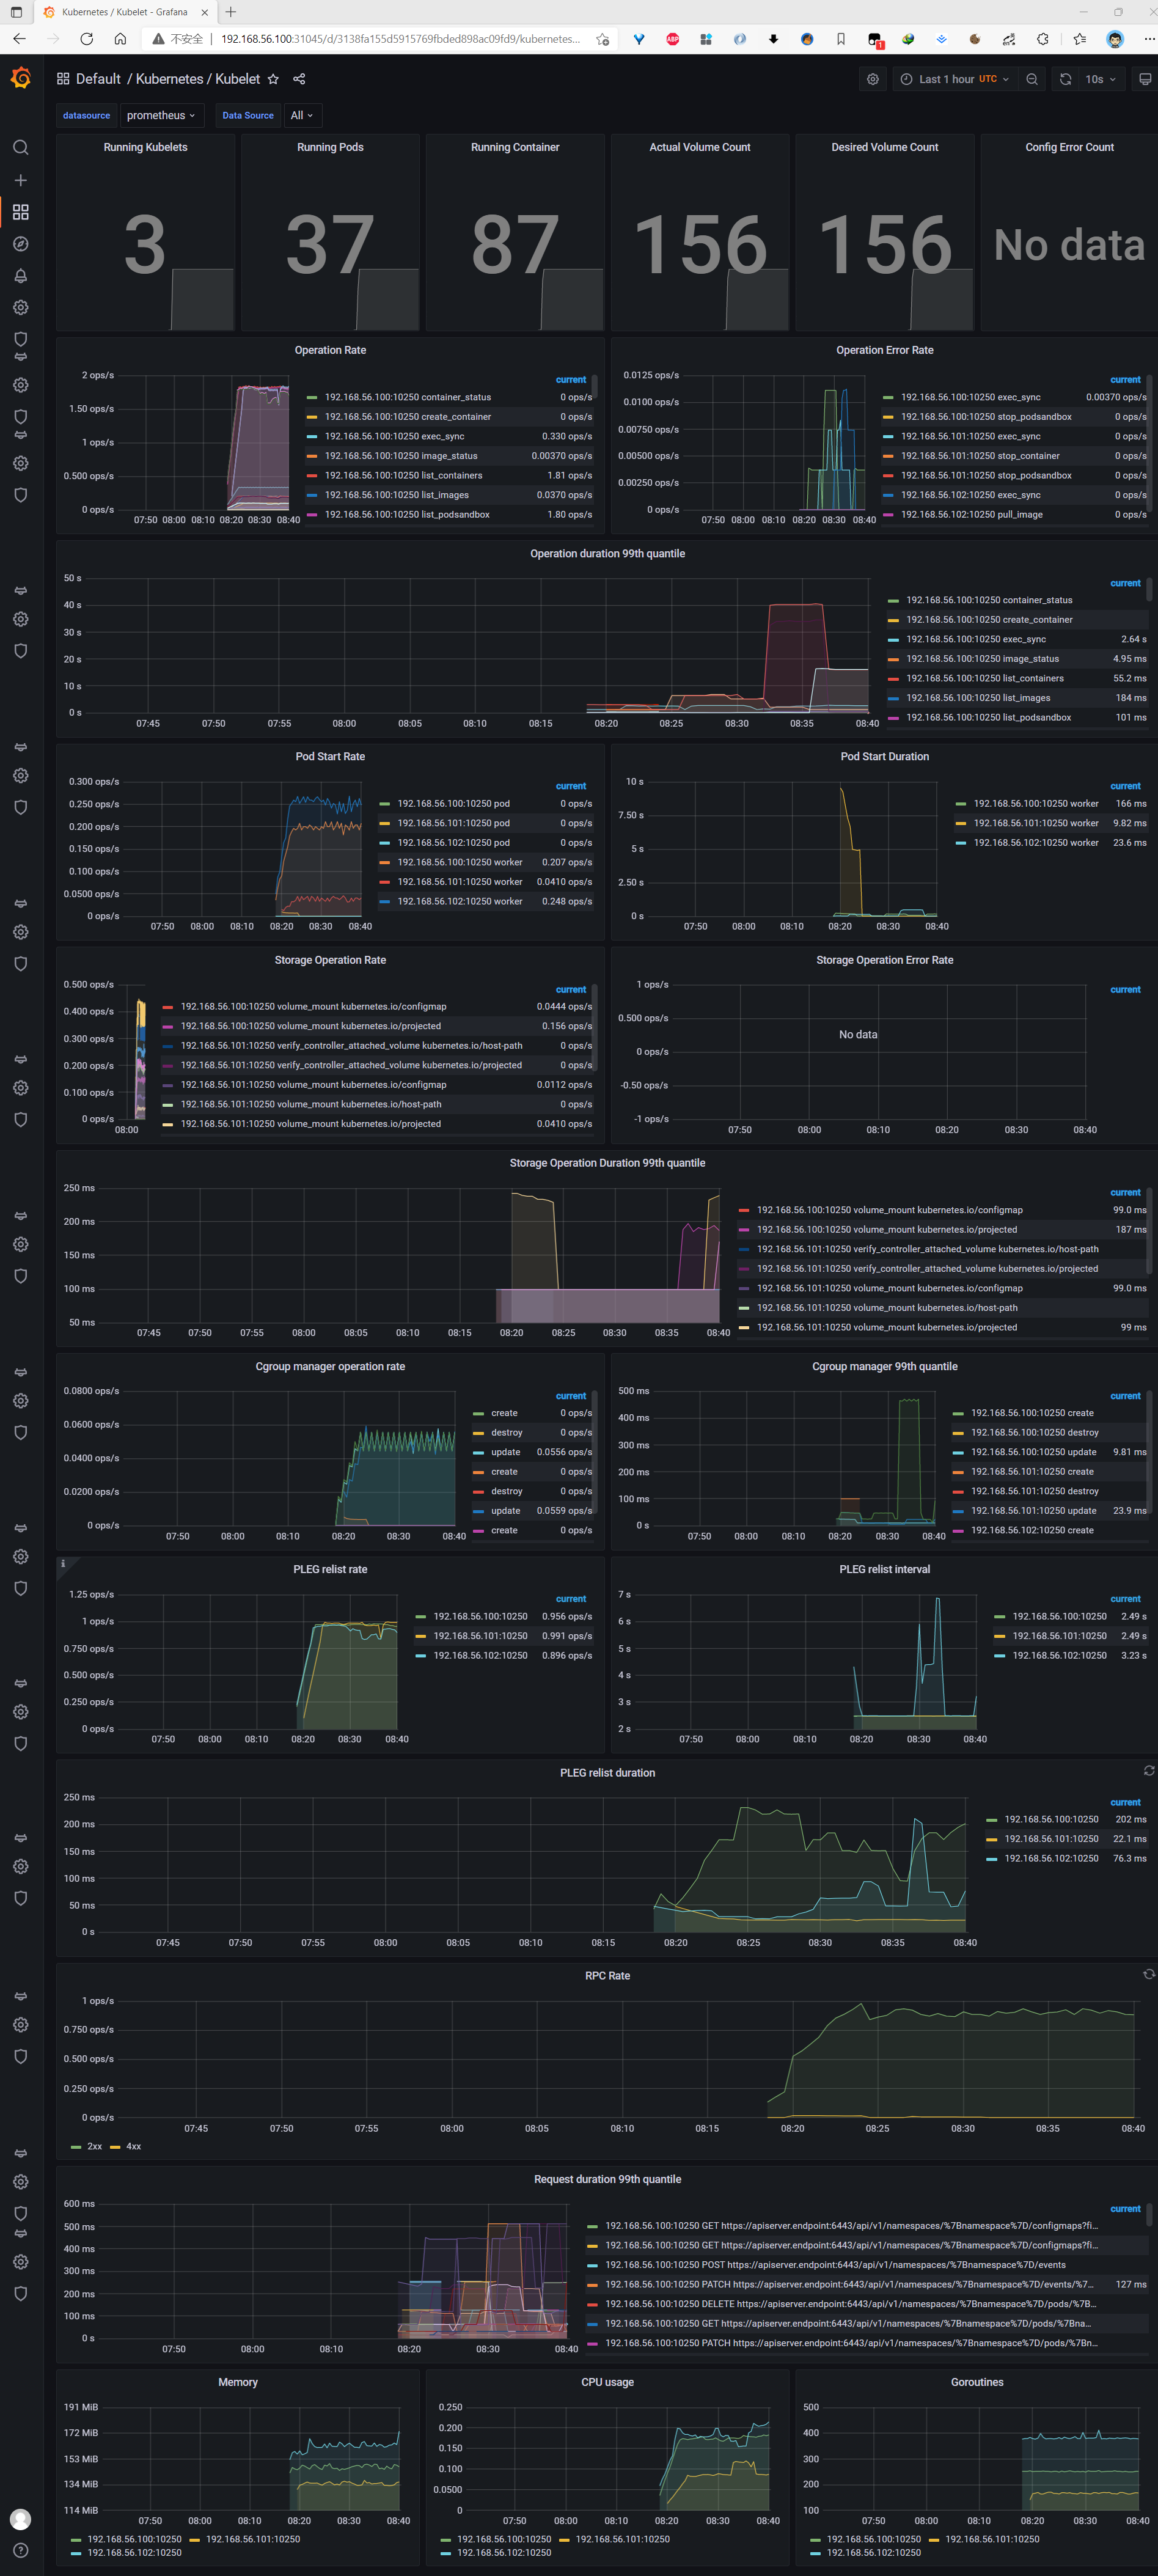 Kubernetes / Kubelet - Grafana
不安全 | 192.168.56.100:31045/d/3138fa155d5915769fbded898ac09fd9/kubernetes...
ABP
1
Default / Kubernetes / Kubelet
Last 1 hour UTC
10s
datasource prometheus Data Source All
Running Kubelets Running Pods Running Container Actual Volume Count Desired Volume Count Config Error Count
3 37 87 156 156 No data
Operation Rate
current
2 ops/s
1.50 ops/s
1 ops/s
0.500 ops/s
0 ops/s
07:50 08:00 08:10 08:20 08:30 08:40
192.168.56.100:10250 container_status 0 ops/s
192.168.56.100:10250 create_container 0 ops/s
192.168.56.100:10250 exec_sync 0.330 ops/s
192.168.56.100:10250 image_status 0.00370 ops/s
192.168.56.100:10250 list_containers 1.81 ops/s
192.168.56.100:10250 list_images 0.0370 ops/s
192.168.56.100:10250 list_podsandbox 1.80 ops/s
Operation Error Rate
current
0.0125 ops/s
0.0100 ops/s
0.00750 ops/s
0.00500 ops/s
0.00250 ops/s
0 ops/s
07:50 08:00 08:10 08:20 08:30 08:40
192.168.56.100:10250 exec_sync 0.00370 ops/s
192.168.56.100:10250 stop_podsandbox 0 ops/s
192.168.56.101:10250 exec_sync 0 ops/s
192.168.56.101:10250 stop_container 0 ops/s
192.168.56.101:10250 stop_podsandbox 0 ops/s
192.168.56.102:10250 exec_sync 0 ops/s
192.168.56.102:10250 pull_image 0 ops/s
Operation duration 99th quantile
current
50 s
40 s
30 s
20 s
10 s
0 s
07:45 07:50 07:55 08:00 08:05 08:10 08:15 08:20 08:25 08:30 08:35 08:40
192.168.56.100:10250 container_status
192.168.56.100:10250 create_container
192.168.56.100:10250 exec_sync 2.64 s
192.168.56.100:10250 image_status 4.95 ms
192.168.56.100:10250 list_containers 55.2 ms
192.168.56.100:10250 list_images 184 ms
192.168.56.100:10250 list_podsandbox 101 ms
Pod Start Rate
current
0.300 ops/s
0.250 ops/s
0.200 ops/s
0.150 ops/s
0.100 ops/s
0.0500 ops/s
0 ops/s
07:50 08:00 08:10 08:20 08:30 08:40
192.168.56.100:10250 pod 0 ops/s
192.168.56.101:10250 pod 0 ops/s
192.168.56.102:10250 pod 0 ops/s
192.168.56.100:10250 worker 0.207 ops/s
192.168.56.101:10250 worker 0.0410 ops/s
192.168.56.102:10250 worker 0.248 ops/s
Pod Start Duration
current
10 s
7.50 s
5 s
2.50 s
0 s
07:50 08:00 08:10 08:20 08:30 08:40
192.168.56.100:10250 worker 166 ms
192.168.56.101:10250 worker 9.82 ms
192.168.56.102:10250 worker 23.6 ms
Storage Operation Rate
current
0.500 ops/s
0.400 ops/s
0.300 ops/s
0.200 ops/s
0.100 ops/s
0 ops/s
08:00
192.168.56.100:10250 volume_mount kubernetes.io/configmap 0.0444 ops/s
192.168.56.100:10250 volume_mount kubernetes.io/projected 0.156 ops/s
192.168.56.101:10250 verify_controller_attached_volume kubernetes.io/host-path 0 ops/s
192.168.56.101:10250 verify_controller_attached_volume kubernetes.io/projected 0 ops/s
192.168.56.101:10250 volume_mount kubernetes.io/configmap 0.0112 ops/s
192.168.56.101:10250 volume_mount kubernetes.io/host-path 0 ops/s
192.168.56.101:10250 volume_mount kubernetes.io/projected 0.0410 ops/s
Storage Operation Error Rate
current
1 ops/s
0.500 ops/s
0 ops/s
-0.50 ops/s
-1 ops/s
No data
07:50 08:00 08:10 08:20 08:30 08:40
Storage Operation Duration 99th quantile
current
250 ms
200 ms
150 ms
100 ms
50 ms
07:45 07:50 07:55 08:00 08:05 08:10 08:15 08:20 08:25 08:30 08:35 08:40
192.168.56.100:10250 volume_mount kubernetes.io/configmap 99.0 ms
192.168.56.100:10250 volume_mount kubernetes.io/projected 187 ms
192.168.56.101:10250 verify_controller_attached_volume kubernetes.io/host-path
192.168.56.101:10250 verify_controller_attached_volume kubernetes.io/projected
192.168.56.101:10250 volume_mount kubernetes.io/configmap 99.0 ms
192.168.56.101:10250 volume_mount kubernetes.io/host-path
192.168.56.101:10250 volume_mount kubernetes.io/projected 99 ms
Cgroup manager operation rate
current
0.0800 ops/s
0.0600 ops/s
0.0400 ops/s
0.0200 ops/s
0 ops/s
07:50 08:00 08:10 08:20 08:30 08:40
create 0 ops/s
destroy 0 ops/s
update 0.0556 ops/s
create 0 ops/s
destroy 0 ops/s
update 0.0559 ops/s
create 0 ops/s
Cgroup manager 99th quantile
current
500 ms
400 ms
300 ms
200 ms
100 ms
0 s
07:50 08:00 08:10 08:20 08:30 08:40
192.168.56.100:10250 create
192.168.56.100:10250 destroy
192.168.56.100:10250 update 9.81 ms
192.168.56.101:10250 create
192.168.56.101:10250 destroy
192.168.56.101:10250 update 23.9 ms
192.168.56.102:10250 create
PLEG relist rate
current
1.25 ops/s
1 ops/s
0.750 ops/s
0.500 ops/s
0.250 ops/s
0 ops/s
07:50 08:00 08:10 08:20 08:30 08:40
192.168.56.100:10250 0.956 ops/s
192.168.56.101:10250 0.991 ops/s
192.168.56.102:10250 0.896 ops/s
PLEG relist interval
current
7 s
6 s
5 s
4 s
3 s
2 s
07:50 08:00 08:10 08:20 08:30 08:40
192.168.56.100:10250 2.49 s
192.168.56.101:10250 2.49 s
192.168.56.102:10250 3.23 s
PLEG relist duration
current
250 ms
200 ms
150 ms
100 ms
50 ms
0 s
07:45 07:50 07:55 08:00 08:05 08:10 08:15 08:20 08:25 08:30 08:35 08:40
192.168.56.100:10250 202 ms
192.168.56.101:10250 22.1 ms
192.168.56.102:10250 76.3 ms
RPC Rate
1 ops/s
0.750 ops/s
0.500 ops/s
0.250 ops/s
0 ops/s
07:45 07:50 07:55 08:00 08:05 08:10 08:15 08:20 08:25 08:30 08:35 08:40
2xx 4xx
Request duration 99th quantile
current
600 ms
500 ms
400 ms
300 ms
200 ms
100 ms
0 s
07:50 08:00 08:10 08:20 08:30 08:40
192.168.56.100:10250 GET https://apiserver.endpoint:6443/api/v1/namespaces/%7Bnamespace%7D/configmaps?fi...
192.168.56.100:10250 GET https://apiserver.endpoint:6443/api/v1/namespaces/%7Bnamespace%7D/configmaps?fi...
192.168.56.100:10250 POST https://apiserver.endpoint:6443/api/v1/namespaces/%7Bnamespace%7D/events
192.168.56.100:10250 PATCH https://apiserver.endpoint:6443/api/v1/namespaces/%7Bnamespace%7D/events/%7... 127 ms
192.168.56.100:10250 DELETE https://apiserver.endpoint:6443/api/v1/namespaces/%7Bnamespace%7D/pods/%7B...
192.168.56.100:10250 GET https://apiserver.endpoint:6443/api/v1/namespaces/%7Bnamespace%7D/pods/%7Bna...
192.168.56.100:10250 PATCH https://apiserver.endpoint:6443/api/v1/namespaces/%7Bnamespace%7D/pods/%7Bn...
Memory
191 MiB
172 MiB
153 MiB
134 MiB
114 MiB
07:50 08:00 08:10 08:20 08:30 08:40
192.168.56.100:10250 192.168.56.101:10250
192.168.56.102:10250
CPU usage
0.250
0.200
0.150
0.100
0.0500
0
07:50 08:00 08:10 08:20 08:30 08:40
192.168.56.100:10250 192.168.56.101:10250
192.168.56.102:10250
Goroutines
500
400
300
200
100
07:50 08:00 08:10 08:20 08:30 08:40
192.168.56.100:10250 192.168.56.101:10250
192.168.56.102:10250